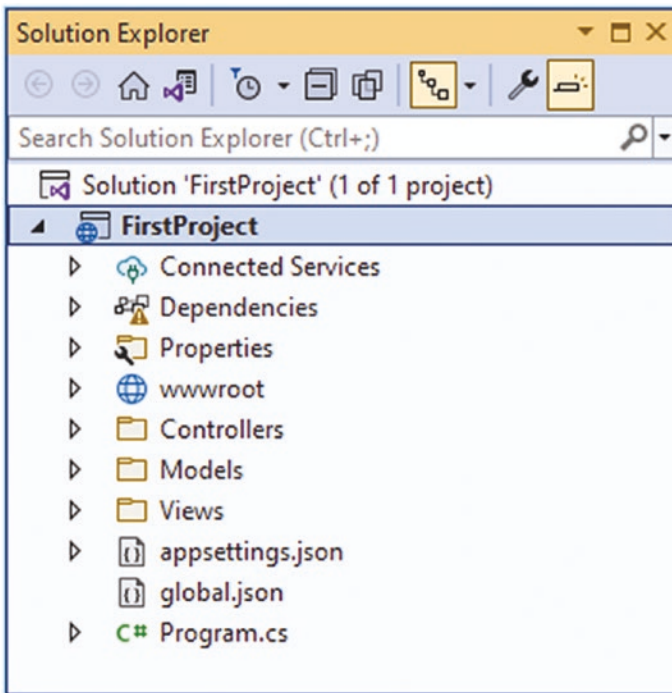 Solution Explorer
Search Solution Explorer (Ctrl+;)
Solution 'FirstProject' (1 of 1 project)
FirstProject
Connected Services
Dependencies
Properties
wwwroot
Controllers
Models
Views
appsettings.json
global.json
C# Program.cs